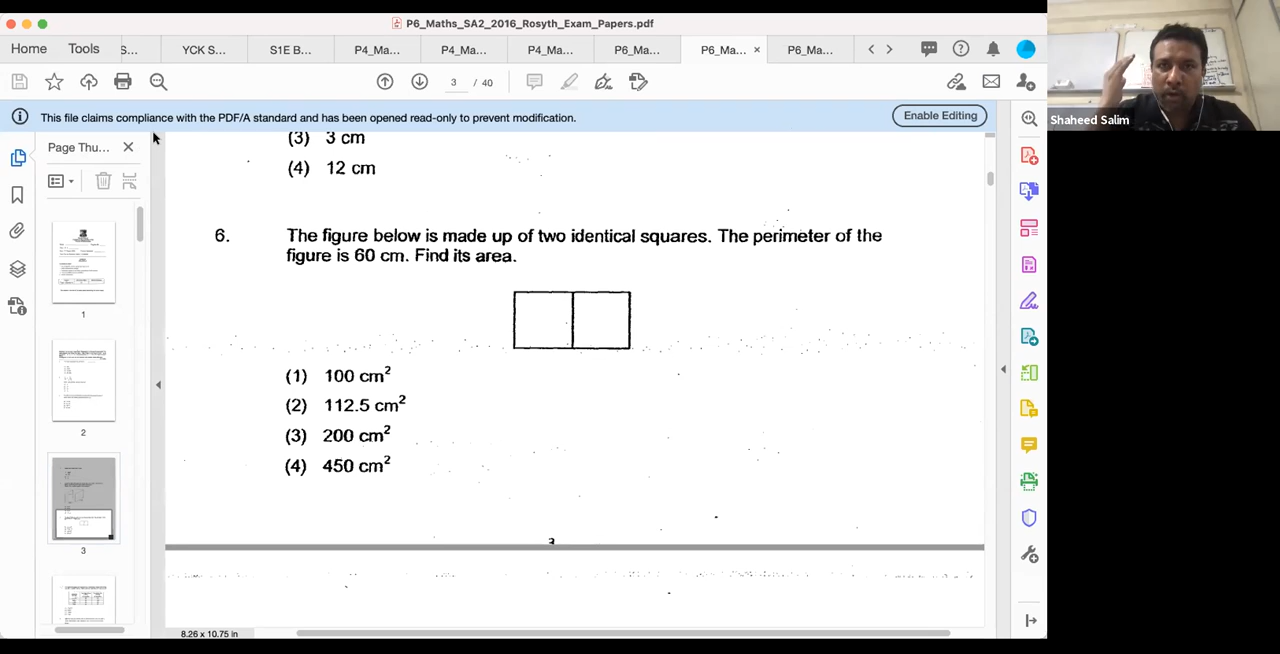 P6_Maths_SA2_2016_Rosyth_Exam_Papers.pdf
Home Tools S... YCK S... S1E B... P4_Ma... P4_Ma... P4_Ma... P6_Ma... P6_Ma... × P6_Ma...
3 / 40
This file claims compliance with the PDF/A standard and has been opened read-only to prevent modification. Enable Editing
Shaheed Salim
Page Thu...
1
2
3
(3) 3 cm
(4) 12 cm
6. The figure below is made up of two identical squares. The perimeter of the
figure is 60 cm. Find its area.
(1) 100 cm²
(2) 112.5 cm²
(3) 200 cm²
(4) 450 cm²
3
8.26 x 10.75 in